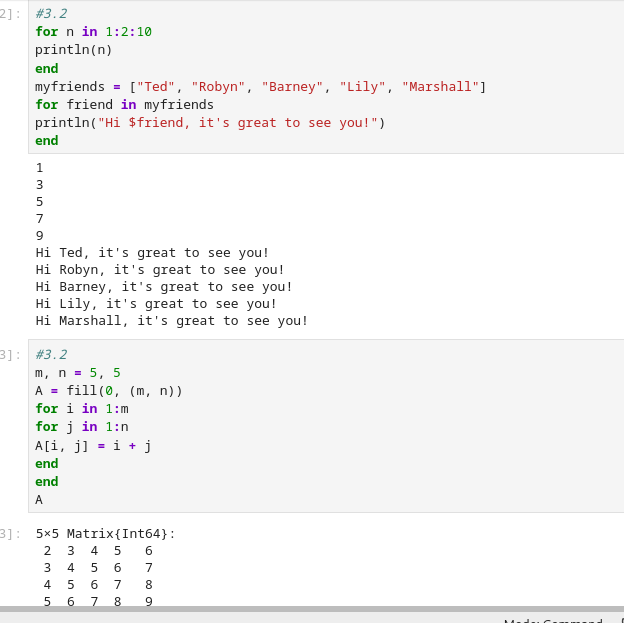 2]: #3.2
for n in 1:2:10
println(n)
end
myfriends = ["Ted", "Robyn", "Barney", "Lily", "Marshall"]
for friend in myfriends
println("Hi $friend, it's great to see you!")
end
1
3
5
7
9
Hi Ted, it's great to see you!
Hi Robyn, it's great to see you!
Hi Barney, it's great to see you!
Hi Lily, it's great to see you!
Hi Marshall, it's great to see you!
3]: #3.2
m, n = 5, 5
A = fill(0, (m, n))
for i in 1:m
for j in 1:n
A[i, j] = i + j
end
end
A
3]: 5×5 Matrix{Int64}:
2 3 4 5 6
3 4 5 6 7
4 5 6 7 8
5 6 7 8 9
Mode: Command